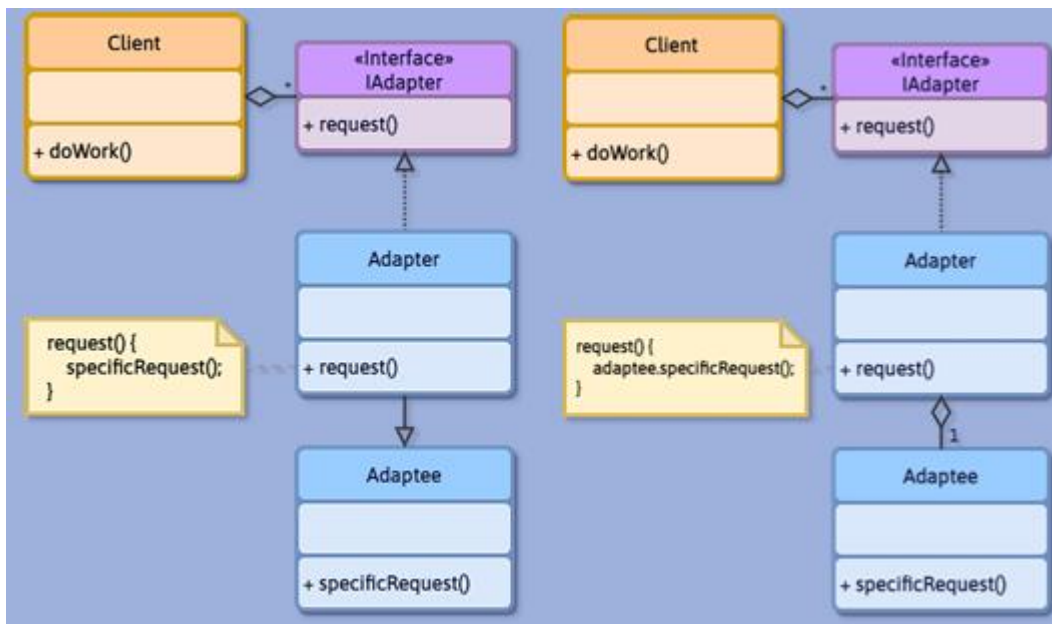 Client
+ doWork()
*
«Interface»
IAdapter
+ request()
Adapter
+ request()
request() {
specificRequest();
}
Adaptee
+ specificRequest()
Client
+ doWork()
*
«Interface»
IAdapter
+ request()
Adapter
+ request()
request() {
adaptee.specificRequest();
}
1
Adaptee
+ specificRequest()